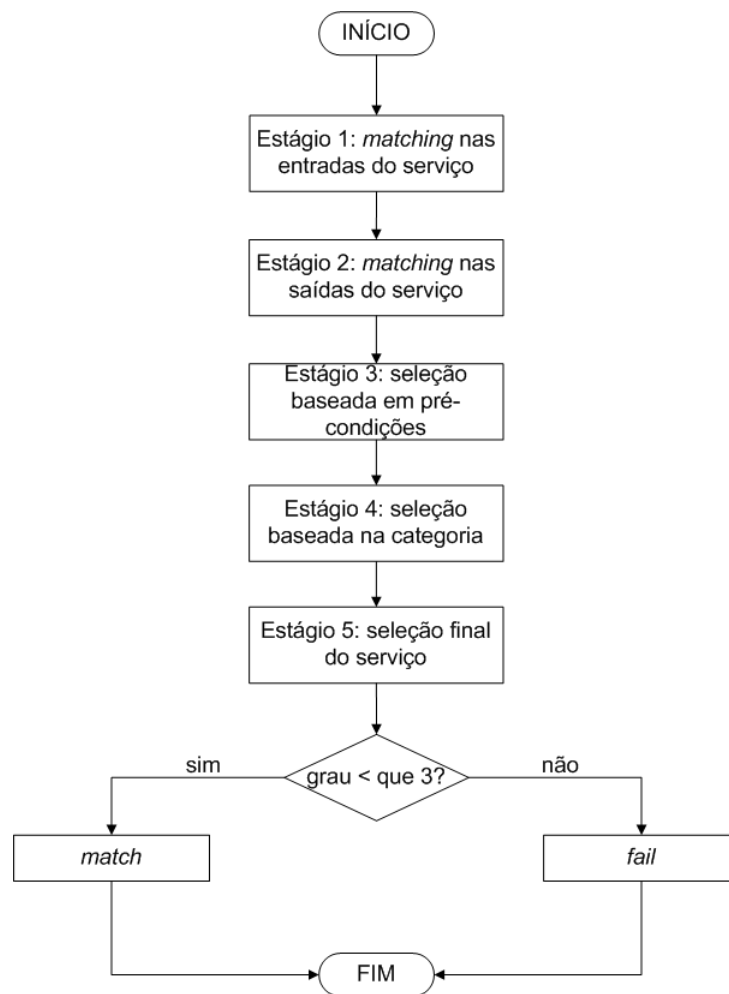 INÍCIO
Estágio 1: matching nas
entradas do serviço
Estágio 2: matching nas
saídas do serviço
Estágio 3: seleção
baseada em pré-
condições
Estágio 4: seleção
baseada na categoria
Estágio 5: seleção final
do serviço
sim
grau < que 3?
não
match
fail
FIM